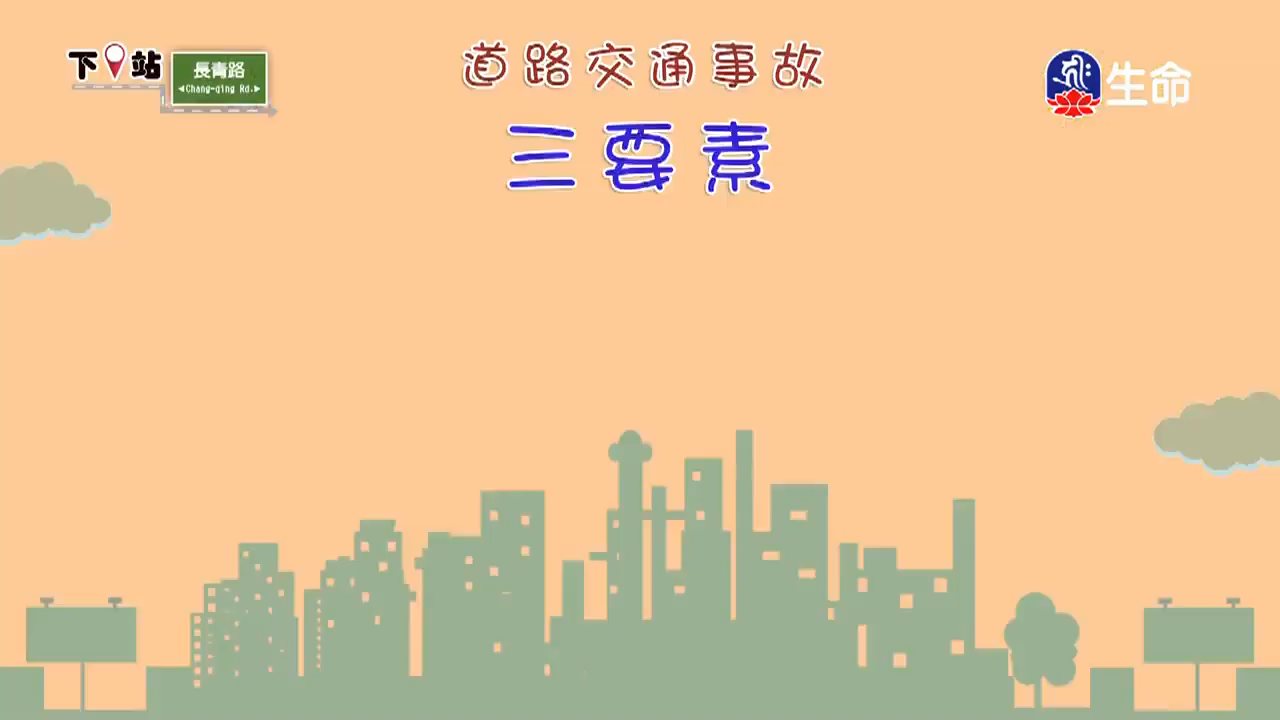 下站
長青路
Chang-qing Rd.
道路交通事故
三要素
生命